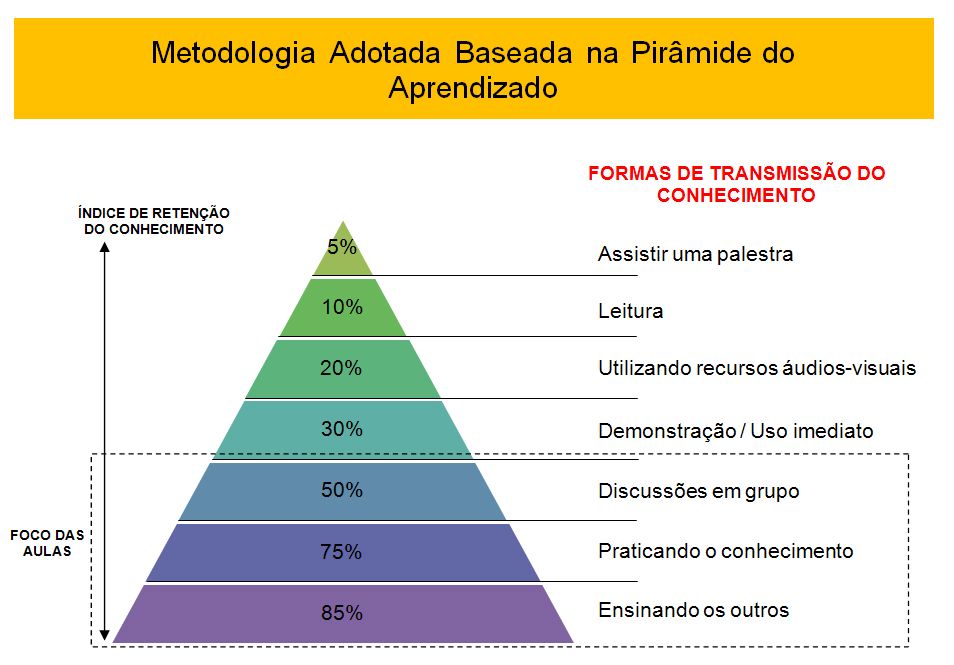 Metodologia Adotada Baseada na Pirâmide do
Aprendizado
FORMAS DE TRANSMISSÃO DO
CONHECIMENTO
ÍNDICE DE RETENÇÃO
DO CONHECIMENTO
5%
Assistir uma palestra
10%
Leitura
20%
Utilizando recursos áudios-visuais
30%
Demonstração / Uso imediato
50%
Discussões em grupo
FOCO DAS
AULAS
75%
Praticando o conhecimento
85%
Ensinando os outros